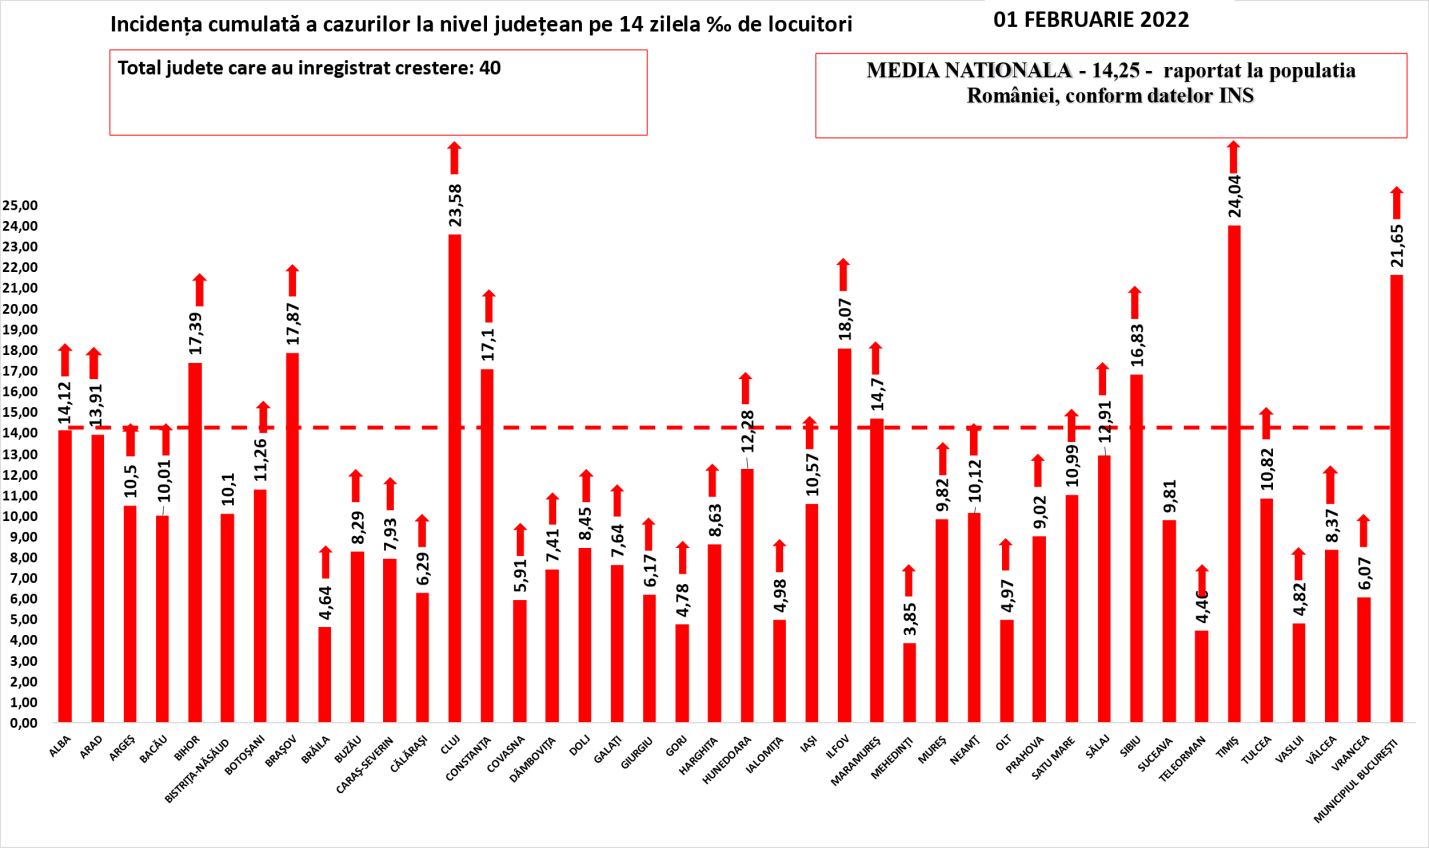 Incidența cumulată a cazurilor la nivel județean pe 14 zilela ‰ de locuitori
01 FEBRUARIE 2022
Total judete care au inregistrat crestere: 40
MEDIA NATIONALA - 14,25 - raportat la populatia
României, conform datelor INS
25,00
24,00
23,00
22,00
21,00
20,00
19,00
18,00
17,00
16,00
15,00
14,00
13,00
12,00
11,00
10,00
9,00
8,00
7,00
6,00
5,00
4,00
3,00
2,00
1,00
0,00
14,12
13,91
10,5
10,01
17,39
10,1
11,26
17,87
4,64
8,29
7,93
6,29
23,58
17,1
5,91
7,41
8,45
7,64
6,17
4,78
8,63
12,28
4,98
10,57
18,07
14,7
3,85
9,82
10,12
4,97
9,02
10,99
12,91
16,83
9,81
4,46
24,04
10,82
4,82
8,37
6,07
21,65
ALBA
ARAD
ARGEȘ
BACĂU
BIHOR
BISTRIȚA-NĂSĂUD
BOTOȘANI
BRAȘOV
BRĂILA
BUZĂU
CARAȘ-SEVERIN
CĂLĂRAȘI
CLUJ
CONSTANȚA
COVASNA
DÂMBOVIȚA
DOLJ
GALAȚI
GIURGIU
GORJ
HARGHITA
HUNEDOARA
IALOMIȚA
IAȘI
ILFOV
MARAMUREȘ
MEHEDINȚI
MUREȘ
NEAMȚ
OLT
PRAHOVA
SATU MARE
SĂLAJ
SIBIU
SUCEAVA
TELEORMAN
TIMIȘ
TULCEA
VASLUI
VÂLCEA
VRANCEA
MUNICIPIUL BUCUREȘTI